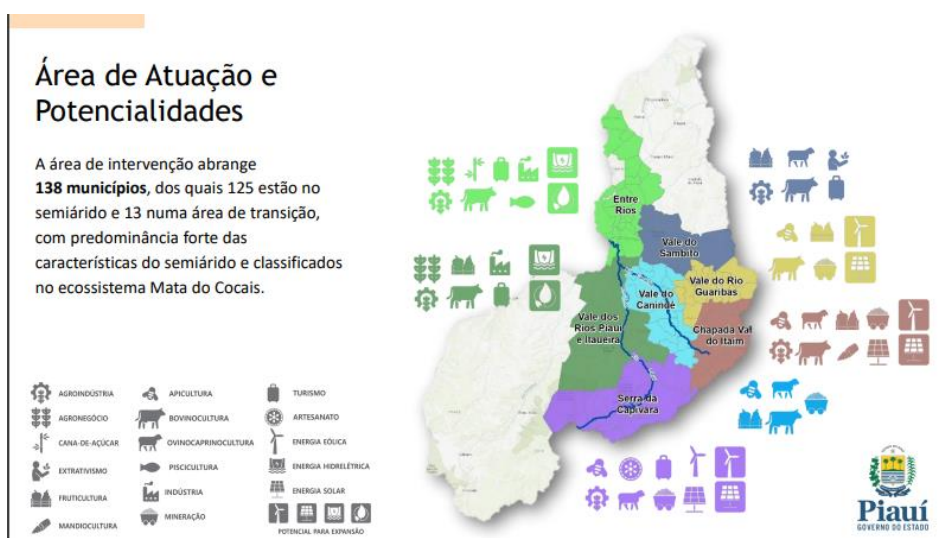 Área de Atuação e
Potencialidades
A área de intervenção abrange
138 municípios, dos quais 125 estão no
semiárido e 13 numa área de transição,
com predominância forte das
características do semiárido e classificados
no ecossistema Mata do Cocais.
Entre
Rios
Vale do
Sambito
Vale do Rio
Guaribas
Vale do
Canindé
Vale dos
Rios Piauí
e Itaueira
Chapada Val
do Itaim
Serra da
Capivara
AGROINDÚSTRIA
AGRONEGÓCIO
CANA-DE-AÇÚCAR
EXTRATIVISMO
FRUTICULTURA
MANDIOCULTURA
APICULTURA
BOVINOCULTURA
OVINOCAPRINOCULTURA
PISCICULTURA
INDÚSTRIA
MINERAÇÃO
TURISMO
ARTESANATO
ENERGIA EÓLICA
ENERGIA HIDRELÉTRICA
ENERGIA SOLAR
POTENCIAL PARA EXPANSÃO
Piauí
GOVERNO DO ESTADO